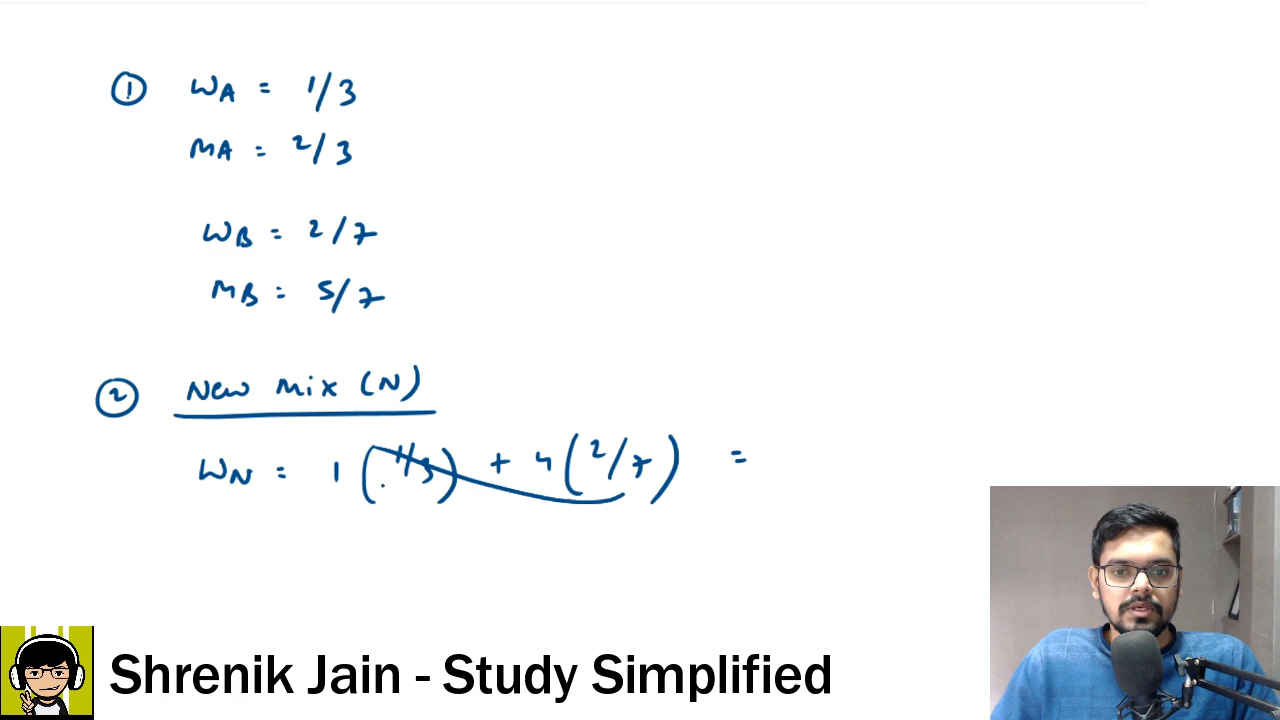 ① WA = 1/3
MA = 2/3
WB = 2/7
MB = 5/7
② New Mix (N)
WN = 1 (1/3) + 4 (2/7) =
Shrenik Jain - Study Simplified